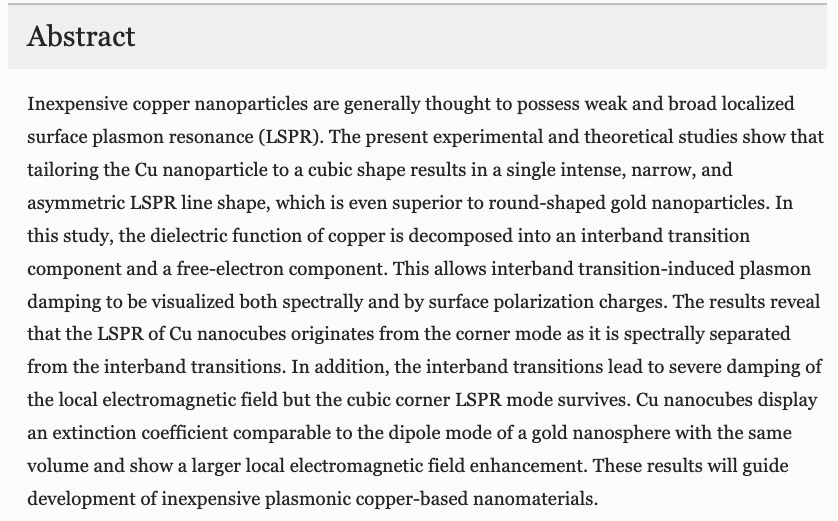 Abstract
Inexpensive copper nanoparticles are generally thought to possess weak and broad localized
surface plasmon resonance (LSPR). The present experimental and theoretical studies show that
tailoring the Cu nanoparticle to a cubic shape results in a single intense, narrow, and
asymmetric LSPR line shape, which is even superior to round-shaped gold nanoparticles. In
this study, the dielectric function of copper is decomposed into an interband transition
component and a free-electron component. This allows interband transition-induced plasmon
damping to be visualized both spectrally and by surface polarization charges. The results reveal
that the LSPR of Cu nanocubes originates from the corner mode as it is spectrally separated
from the interband transitions. In addition, the interband transitions lead to severe damping of
the local electromagnetic field but the cubic corner LSPR mode survives. Cu nanocubes display
an extinction coefficient comparable to the dipole mode of a gold nanosphere with the same
volume and show a larger local electromagnetic field enhancement. These results will guide
development of inexpensive plasmonic copper-based nanomaterials.